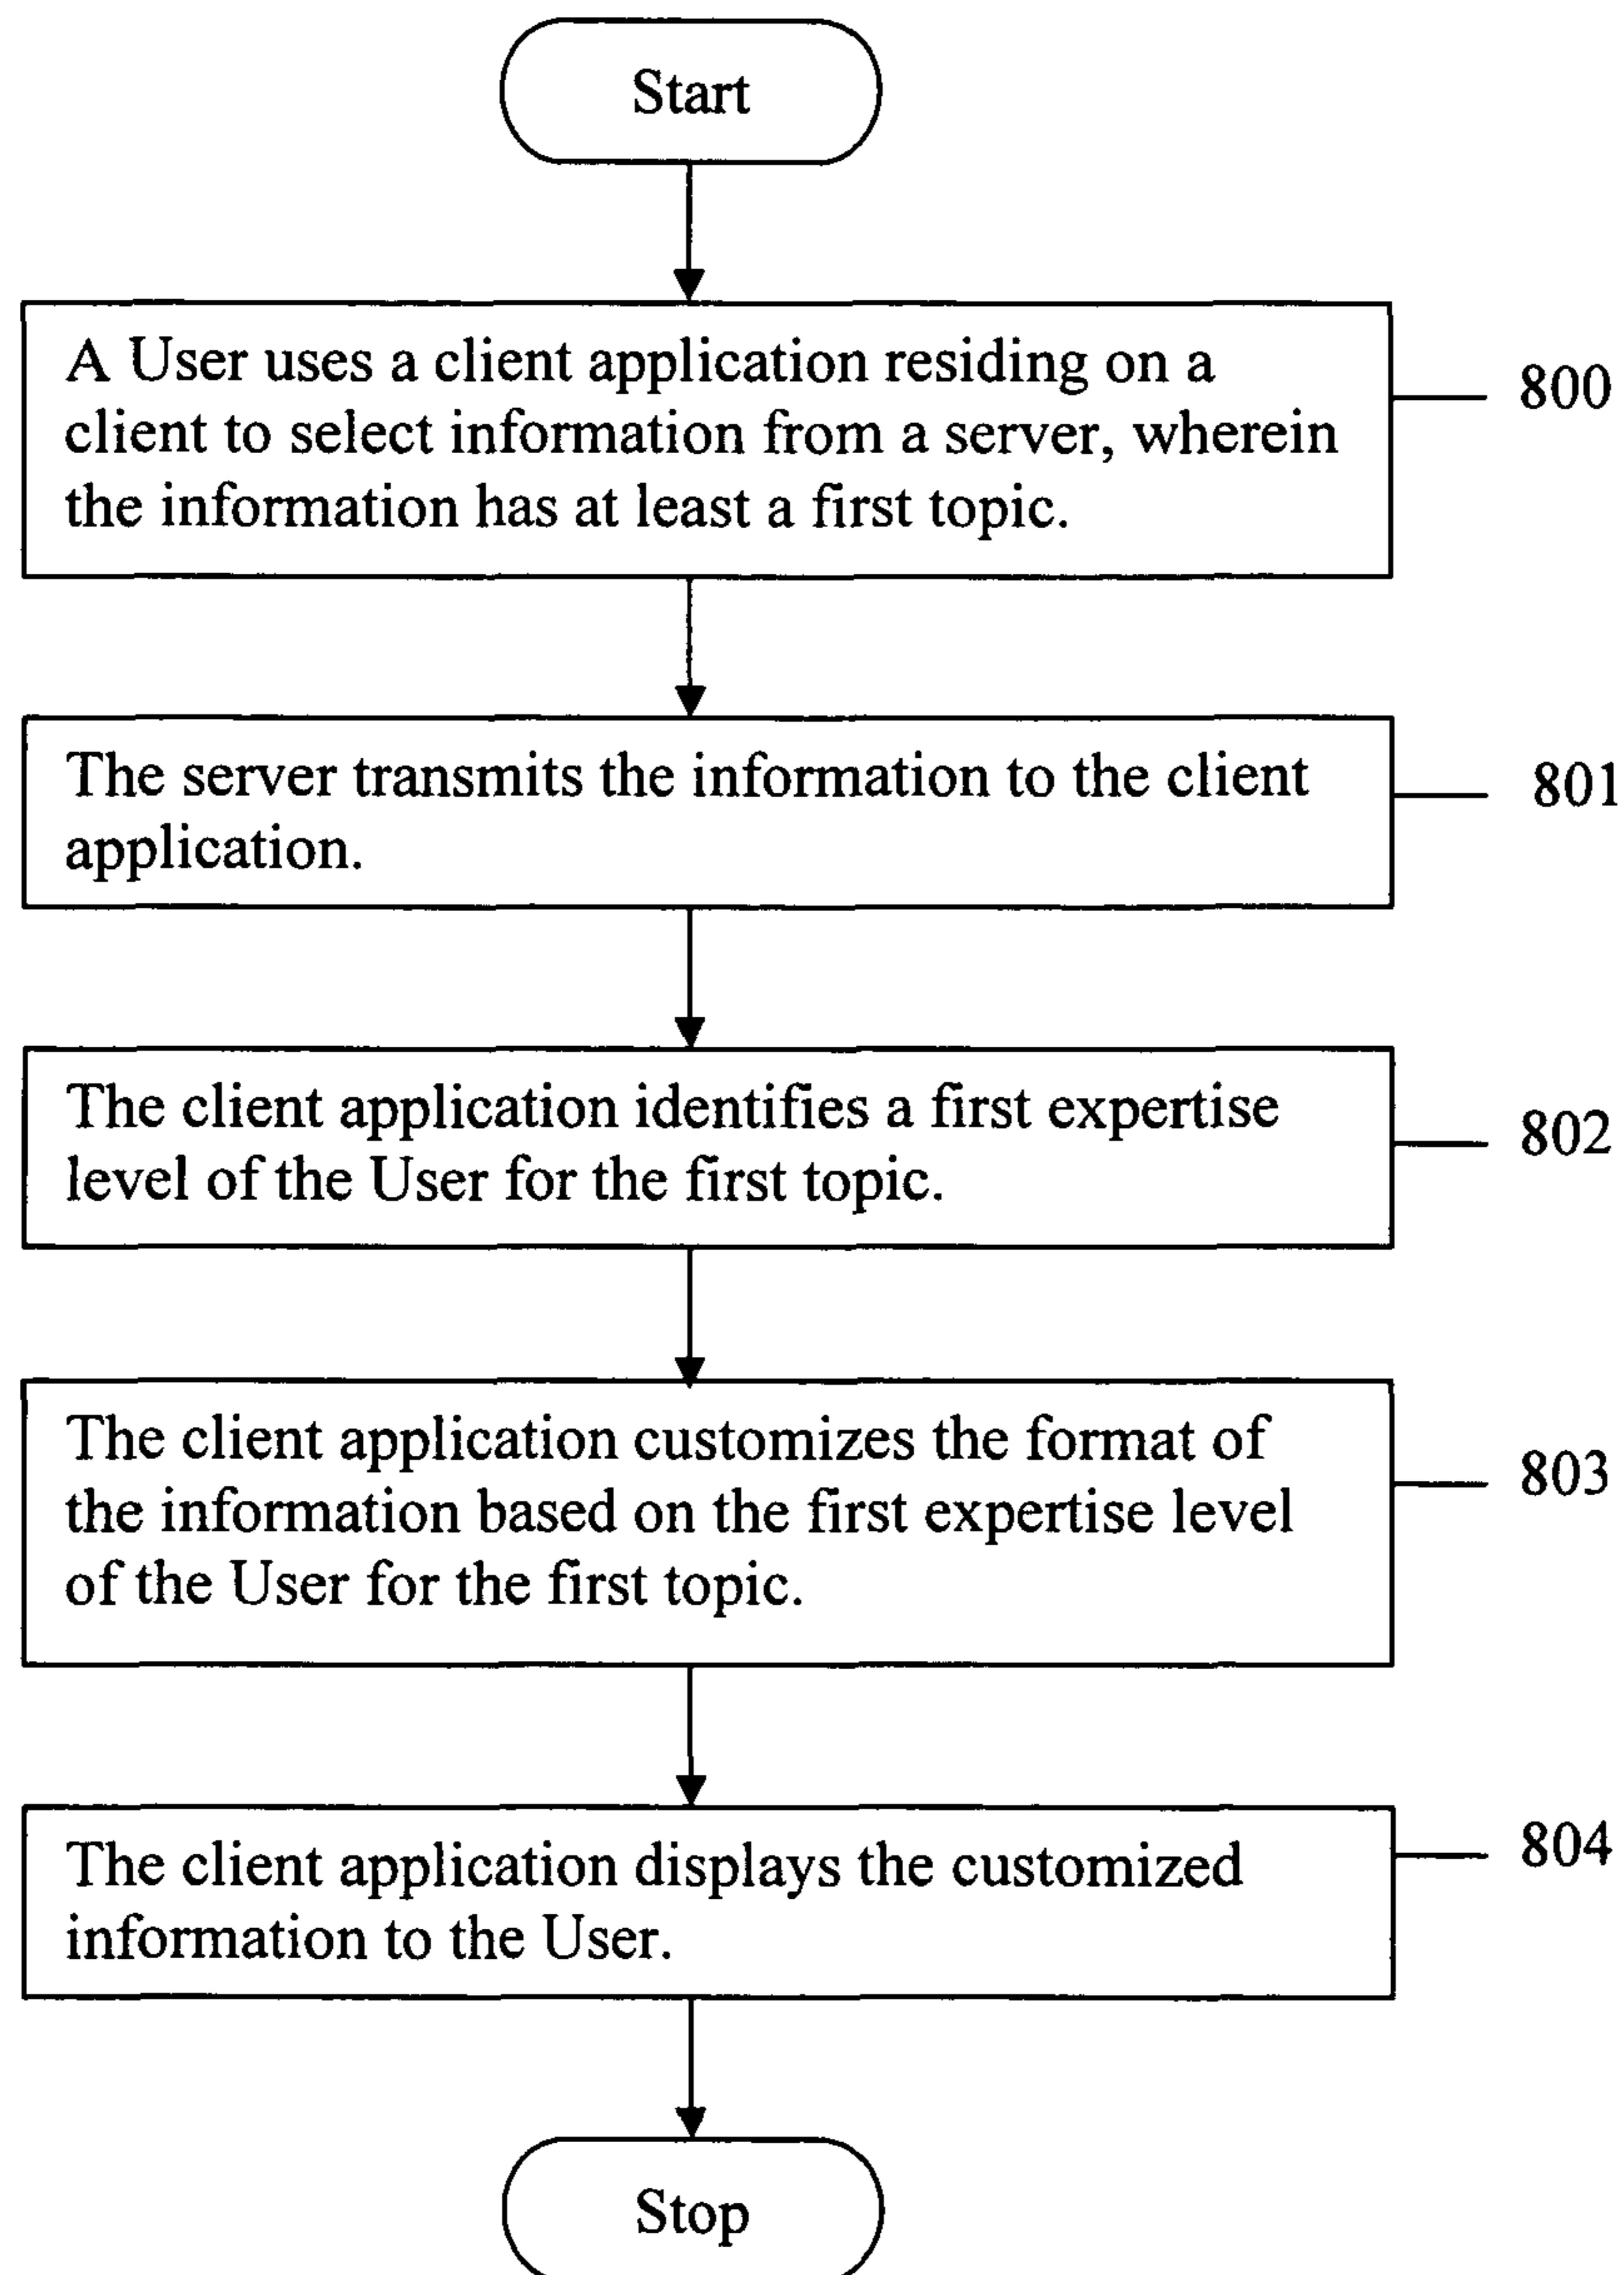 Start
A User uses a client application residing on a
client to select information from a server, wherein
the information has at least a first topic.
800
The server transmits the information to the client
application.
801
The client application identifies a first expertise
level of the User for the first topic.
802
The client application customizes the format of
the information based on the first expertise level
of the User for the first topic.
803
The client application displays the customized
information to the User.
804
Stop